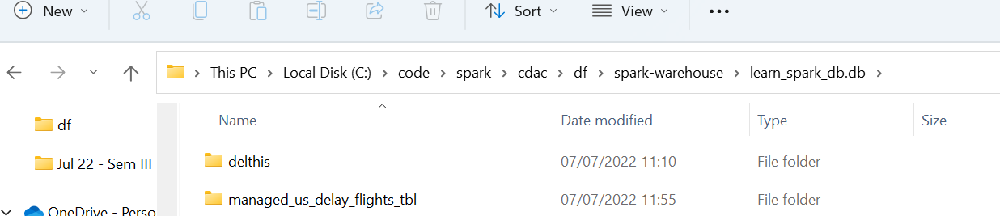 New Sort View •••
This PC > Local Disk (C:) > code > spark > cdac > df > spark-warehouse > learn_spark_db.db >
Name Date modified Type Size
df
delthis 07/07/2022 11:10 File folder
Jul 22 - Sem III
managed_us_delay_flights_tbl 07/07/2022 11:55 File folder
OneDrive - Perso